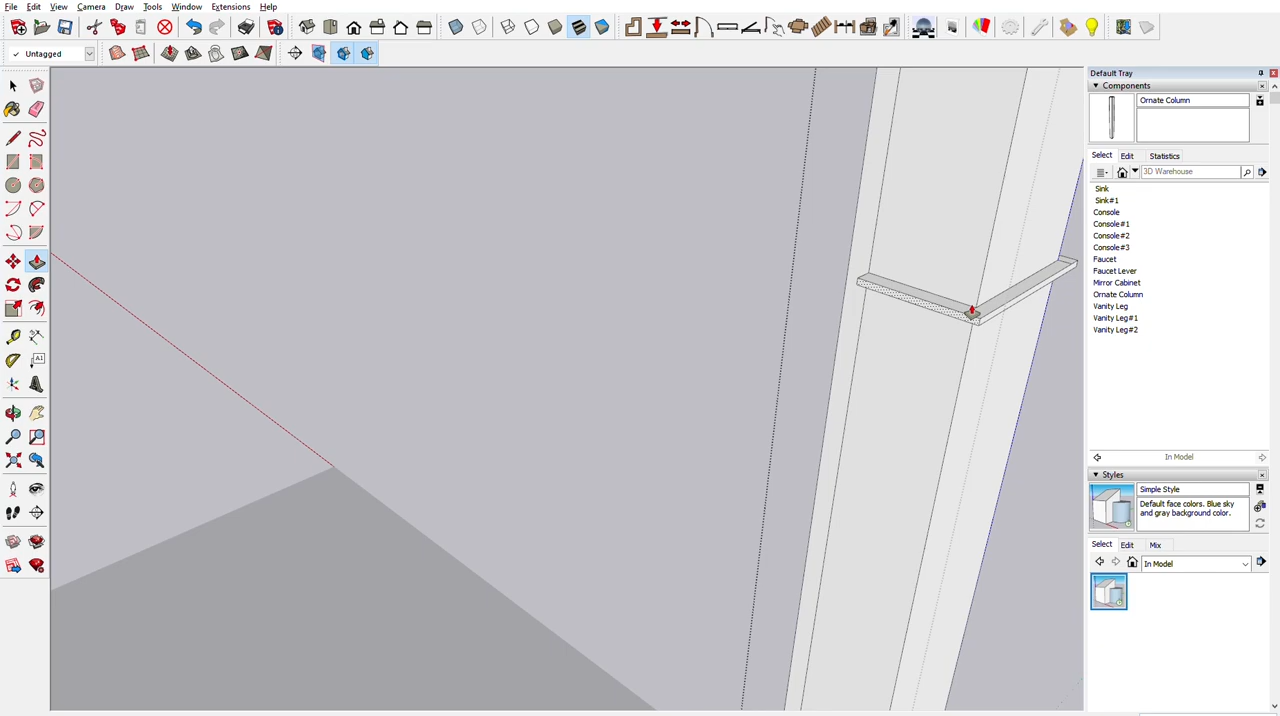 File Edit View Camera Draw Tools Window Extensions Help
Untagged
A1
Default Tray
Components
Ornate Column
Select Edit Statistics
3D Warehouse
Sink
Sink#1
Console
Console#1
Console#2
Console#3
Faucet
Faucet Lever
Mirror Cabinet
Ornate Column
Vanity Leg
Vanity Leg#1
Vanity Leg#2
In Model
Styles
Simple Style
Default face colors. Blue sky
and gray background color.
Select Edit Mix
In Model